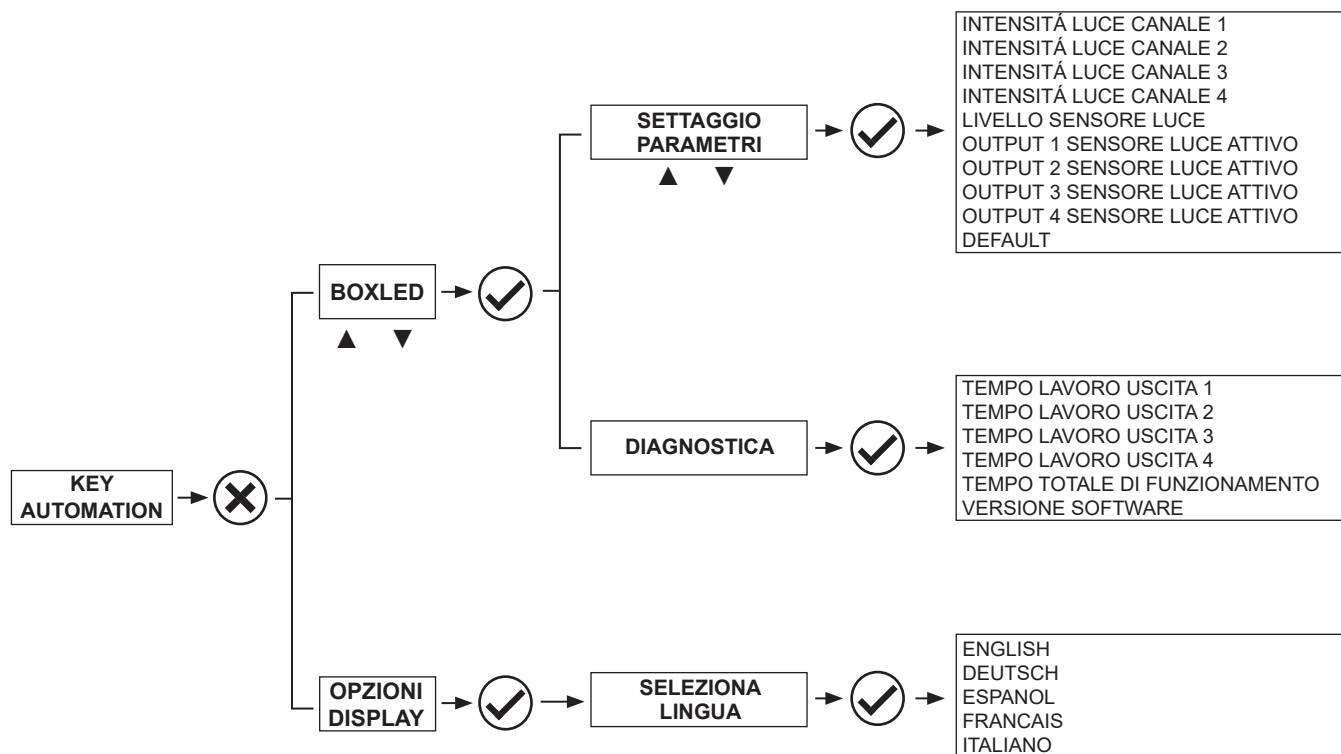 KEY
AUTOMATION
BOXLED
▲ ▼
SETTAGGIO
PARAMETRI
▲ ▼
INTENSITÁ LUCE CANALE 1
INTENSITÁ LUCE CANALE 2
INTENSITÁ LUCE CANALE 3
INTENSITÁ LUCE CANALE 4
LIVELLO SENSORE LUCE
OUTPUT 1 SENSORE LUCE ATTIVO
OUTPUT 2 SENSORE LUCE ATTIVO
OUTPUT 3 SENSORE LUCE ATTIVO
OUTPUT 4 SENSORE LUCE ATTIVO
DEFAULT
DIAGNOSTICA
TEMPO LAVORO USCITA 1
TEMPO LAVORO USCITA 2
TEMPO LAVORO USCITA 3
TEMPO LAVORO USCITA 4
TEMPO TOTALE DI FUNZIONAMENTO
VERSIONE SOFTWARE
OPZIONI
DISPLAY
SELEZIONA
LINGUA
ENGLISH
DEUTSCH
ESPANOL
FRANCAIS
ITALIANO